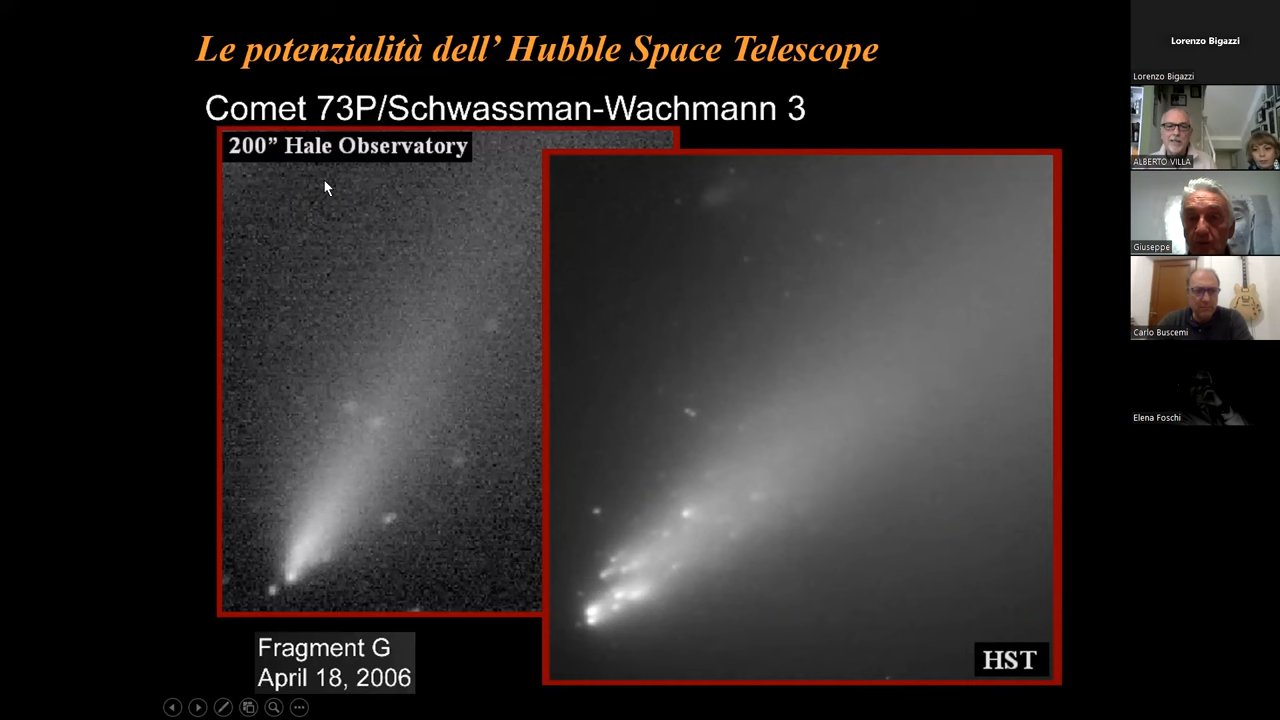 Le potenzialità dell’ Hubble Space Telescope
Comet 73P/Schwassman-Wachmann 3
200” Hale Observatory
HST
Fragment G
April 18, 2006
Lorenzo Bigazzi
Lorenzo Bigazzi
ALBERTO VILLA
Giuseppe
Carlo Buscemi
Elena Foschi